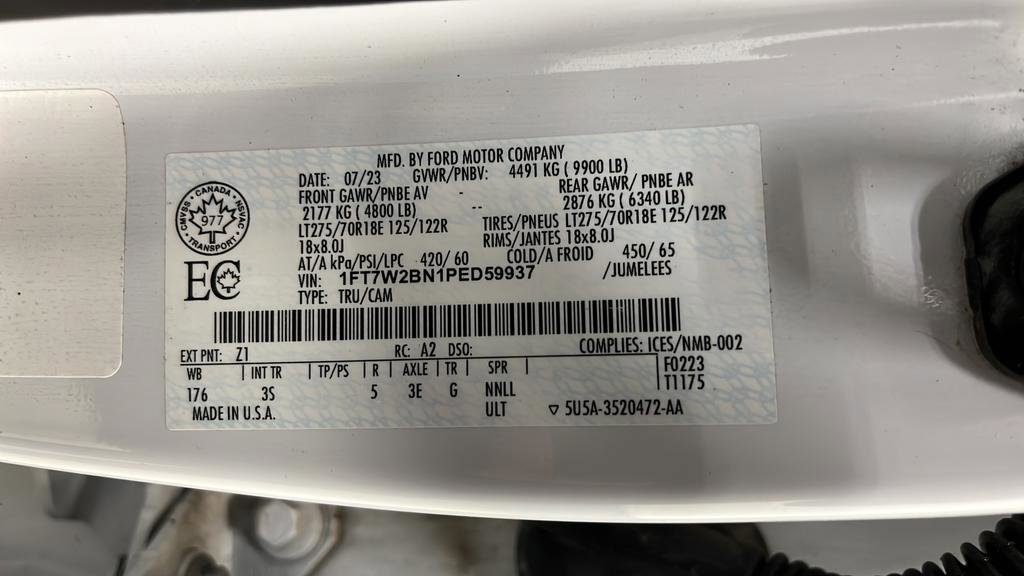 MFD. BY FORD MOTOR COMPANY
DATE: 07/23 GVWR/PNBV: 4491 KG ( 9900 LB)
FRONT GAWR/PNBE AV - REAR GAWR/ PNBE AR
2177 KG ( 4800 LB) -- 2876 KG ( 6340 LB)
LT275/70R18E 125/122R TIRES/PNEUS LT275/70R18E 125/122R
18x8.0J RIMS/JANTES 18x8.0J
AT/A kPa/PSI/LPC 420/ 60 COLD/A FROID 450/ 65
VIN: 1FT7W2BN1PED59937 /JUMELEES
TYPE: TRU/CAM
CANADA
CMVSS · NSVAC
977
TRANSPORT
EC
EXT PNT: Z1 RC: A2 DSO: COMPLIES: ICES/NMB-002
WB | INT TR | TP/PS | R | AXLE | TR | SPR | F0223
176 3S 5 3E G NNLL T1175
MADE IN U.S.A. ULT ▽ 5U5A-3520472-AA